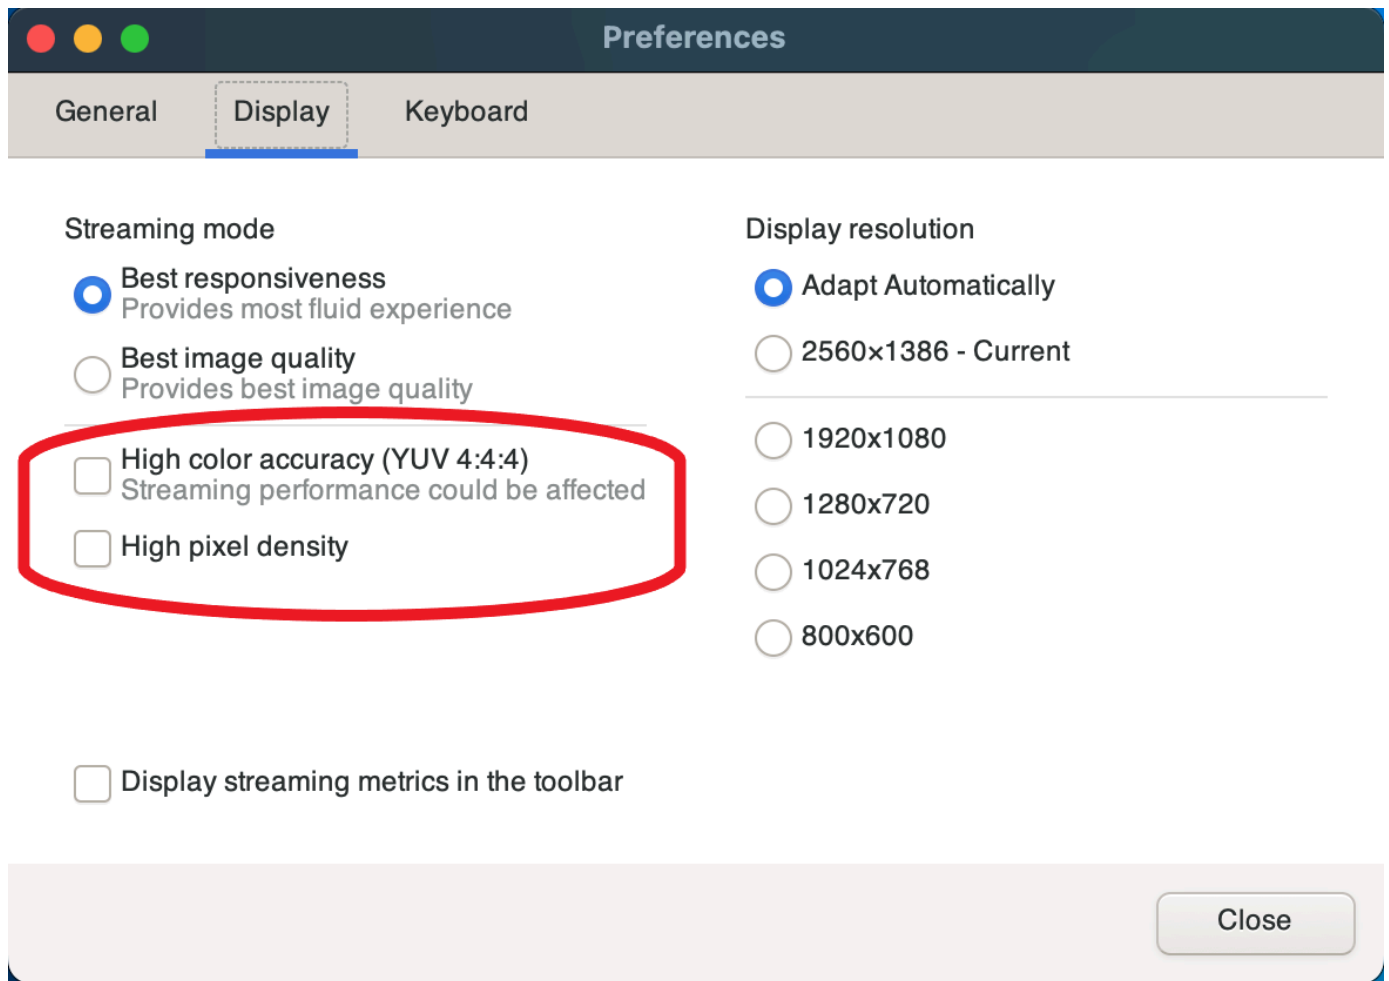 Preferences
General
Display
Keyboard
Streaming mode
Best responsiveness
Provides most fluid experience
Best image quality
Provides best image quality
High color accuracy (YUV 4:4:4)
Streaming performance could be affected
High pixel density
Display streaming metrics in the toolbar
Display resolution
Adapt Automatically
2560×1386 - Current
1920x1080
1280x720
1024x768
800x600
Close